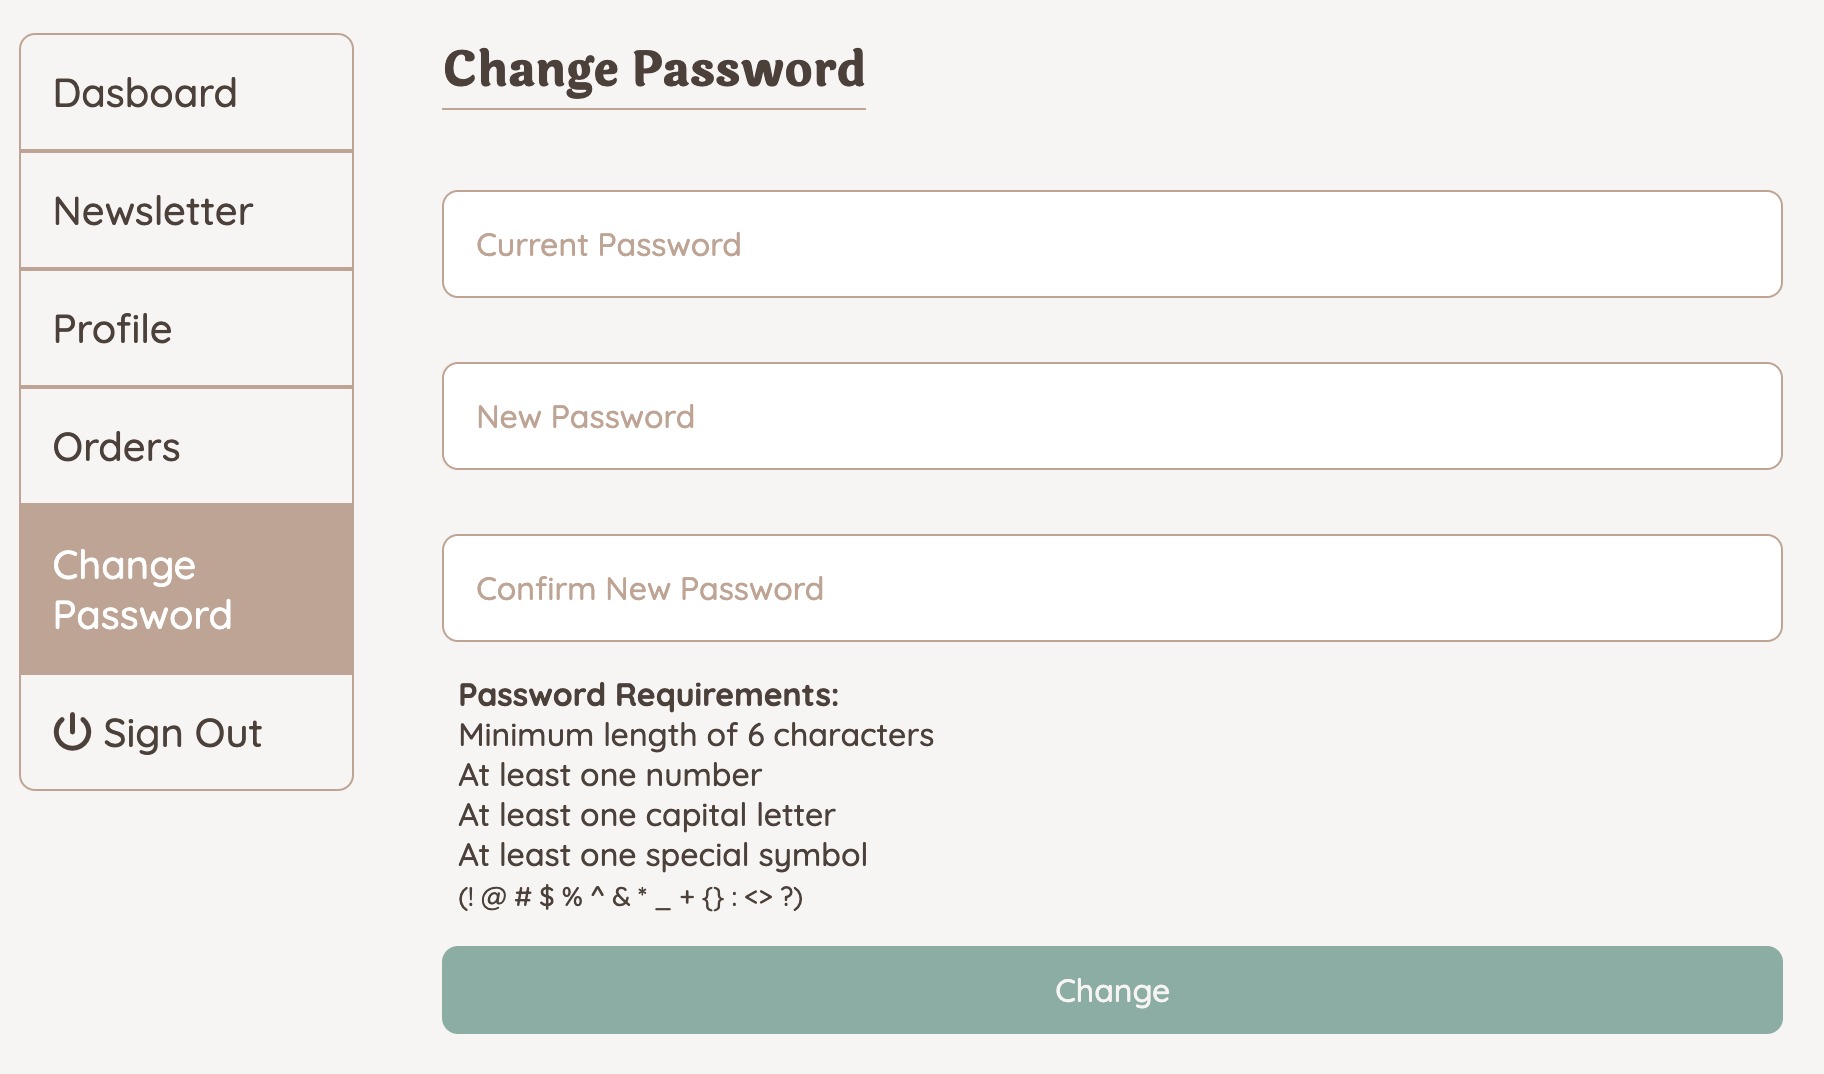 Dasboard
Newsletter
Profile
Orders
Change
Password
Sign Out
Change Password
Current Password
New Password
Confirm New Password
Password Requirements:
Minimum length of 6 characters
At least one number
At least one capital letter
At least one special symbol
(! @ # $ % ^ & * _ + {} : <> ?)
Change